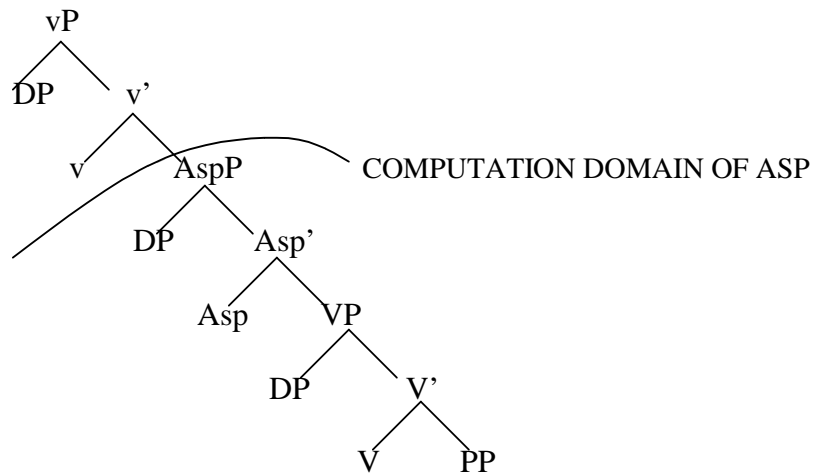 vP
DP v’
v AspP COMPUTATION DOMAIN OF ASP
DP Asp’
Asp VP
DP V’
V PP